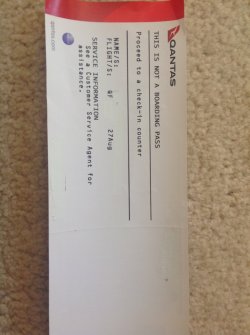 QANTAS
THIS IS NOT A BOARDING PASS
Proceed to a check-in counter
NAME/S:
FLIGHT/S: QF 27Aug
SERVICE INFORMATION
See a Customer Service Agent for
assistance.
qantas.com